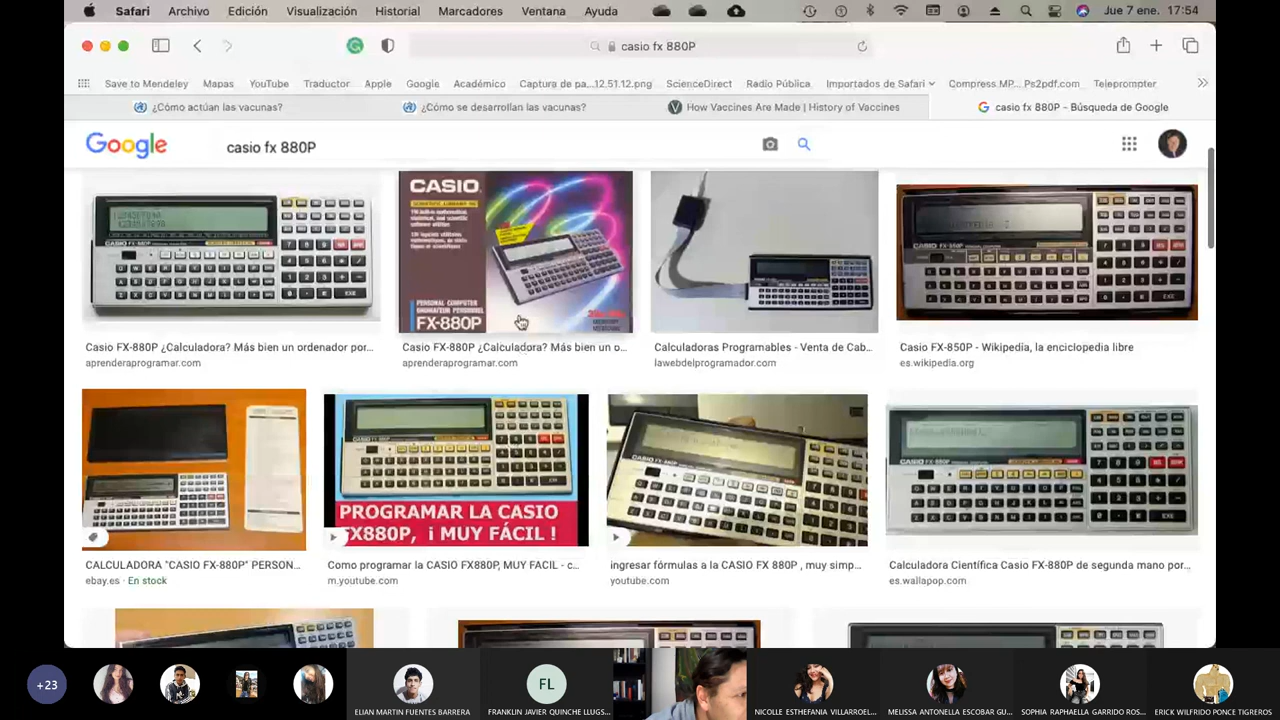 Safari Archivo Edición Visualización Historial Marcadores Ventana Ayuda Jue 7 ene. 17:54
casio fx 880P
Save to Mendeley Mapas YouTube Traductor Apple Google Académico Captura de pa...12.51.12.png ScienceDirect Radio Pública Importados de Safari Compress MP... Ps2pdf.com Teleprompter
¿Cómo actúan las vacunas? ¿Cómo se desarrollan las vacunas? How Vaccines Are Made | History of Vaccines casio fx 880P - Búsqueda de Google
Google casio fx 880P
CASIO
PERSONAL COMPUTER
FX-880P
Casio FX-880P ¿Calculadora? Más bien un ordenador por... Casio FX-880P ¿Calculadora? Más bien un o... Calculadoras Programables - Venta de Cab... Casio FX-850P - Wikipedia, la enciclopedia libre
aprenderaprogramar.com aprenderaprogramar.com lawebdelprogramador.com es.wikipedia.org
PROGRAMAR LA CASIO
FX880P, ¡ MUY FÁCIL !
CALCULADORA "CASIO FX-880P" PERSON... Como programar la CASIO FX880P, MUY FACIL - c... ingresar fórmulas a la CASIO FX 880P , muy simp... Calculadora Científica Casio FX-880P de segunda mano por...
ebay.es · En stock m.youtube.com youtube.com es.wallapop.com
+23 FL
ELIAN MARTIN FUENTES BARRERA FRANKLIN JAVIER QUINCHE LLUGS... NICOLLE ESTHEFANIA VILLARROEL... MELISSA ANTONELLA ESCOBAR GU... SOPHIA RAPHAELLA GARRIDO ROS... ERICK WILFRIDO PONCE TIGREROS